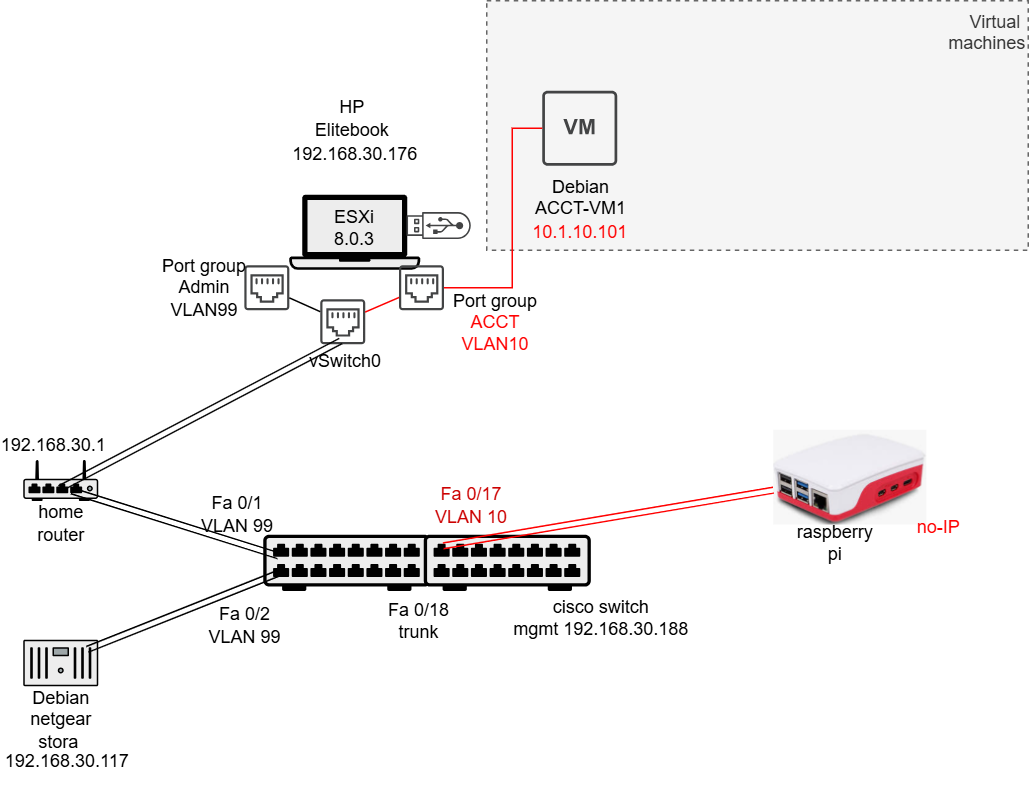 Virtual
machines
HP
Elitebook
192.168.30.176
VM
Debian
ACCT-VM1
10.1.10.101
ESXi
8.0.3
Port group
Admin
VLAN99
Port group
ACCT
VLAN10
vSwitch0
192.168.30.1
home
router
Fa 0/1
VLAN 99
Fa 0/17
VLAN 10
raspberry
pi
no-IP
Fa 0/2
VLAN 99
Fa 0/18
trunk
cisco switch
mgmt 192.168.30.188
Debian
netgear
stora
192.168.30.117